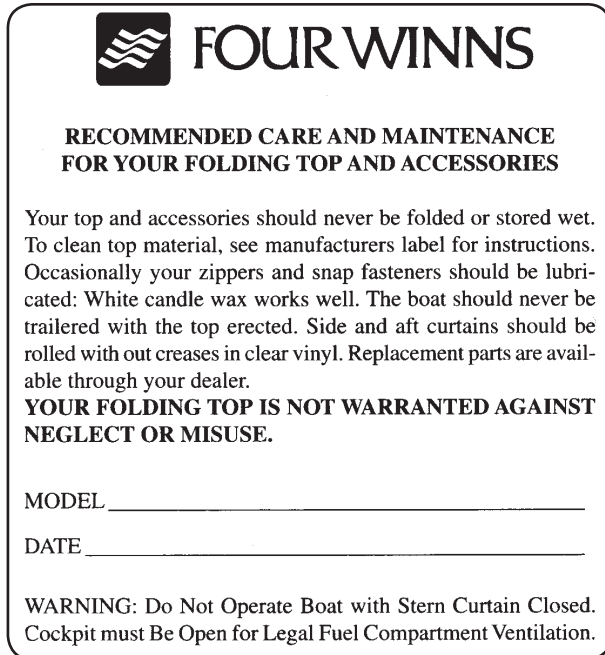 FOUR WINNS
RECOMMENDED CARE AND MAINTENANCE
FOR YOUR FOLDING TOP AND ACCESSORIES
Your top and accessories should never be folded or stored wet.
To clean top material, see manufacturers label for instructions.
Occasionally your zippers and snap fasteners should be lubri-
cated: White candle wax works well. The boat should never be
trailered with the top erected. Side and aft curtains should be
rolled with out creases in clear vinyl. Replacement parts are avail-
able through your dealer.
YOUR FOLDING TOP IS NOT WARRANTED AGAINST
NEGLECT OR MISUSE.
MODEL
DATE
WARNING: Do Not Operate Boat with Stern Curtain Closed.
Cockpit must Be Open for Legal Fuel Compartment Ventilation.